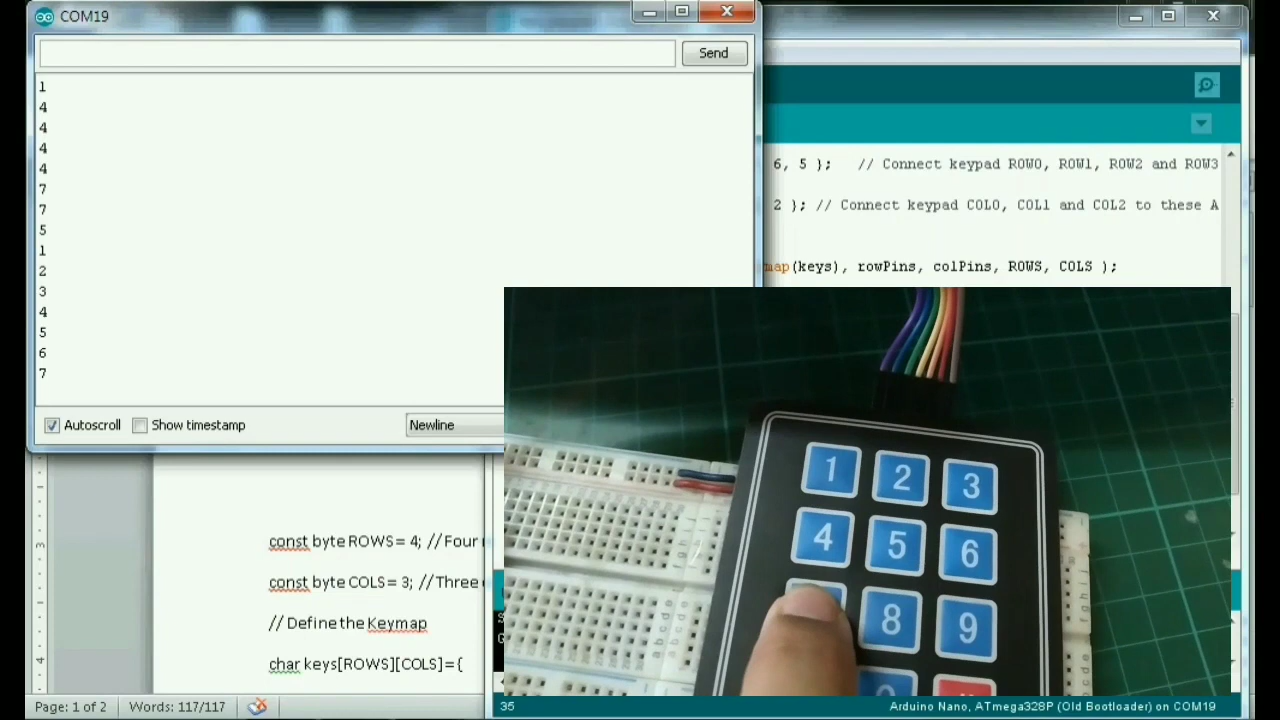 COM19
Send
1
4
4
4
4
7
7
5
1
2
3
4
5
6
7
Autoscroll
Show timestamp
Newline
6, 5 };   // Connect keypad ROW0, ROW1, ROW2 and ROW3
2 }; // Connect keypad COL0, COL1 and COL2 to these A
map(keys), rowPins, colPins, ROWS, COLS );
const byte ROWS = 4; // Four
const byte COLS = 3; // Three
// Define the Keymap
char keys[ROWS][COLS] = {
1 2 3
4 5 6
8 9
3
4
Page: 1 of 2
Words: 117/117
35
Arduino Nano, ATmega328P (Old Bootloader) on COM19